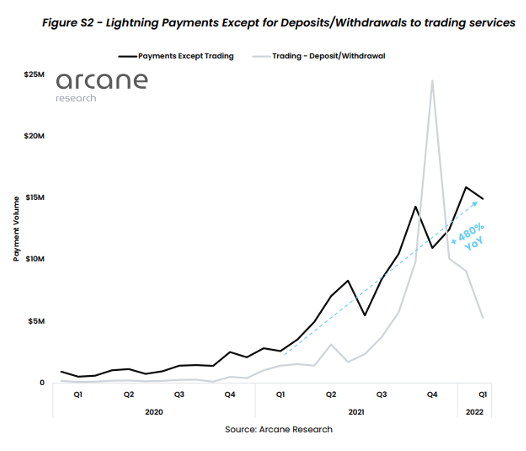 Figure S2 - Lightning Payments Except for Deposits/Withdrawals to trading services
Payments Except Trading Trading - Deposit/Withdrawal
$25M
arcane
research
$20M
$15M
Payment Volume
+ 480%
YoY
$10M
$5M
0
Q1 Q2 Q3 Q4 Q1 Q2 Q3 Q4 Q1
2020 2021 2022
Source: Arcane Research